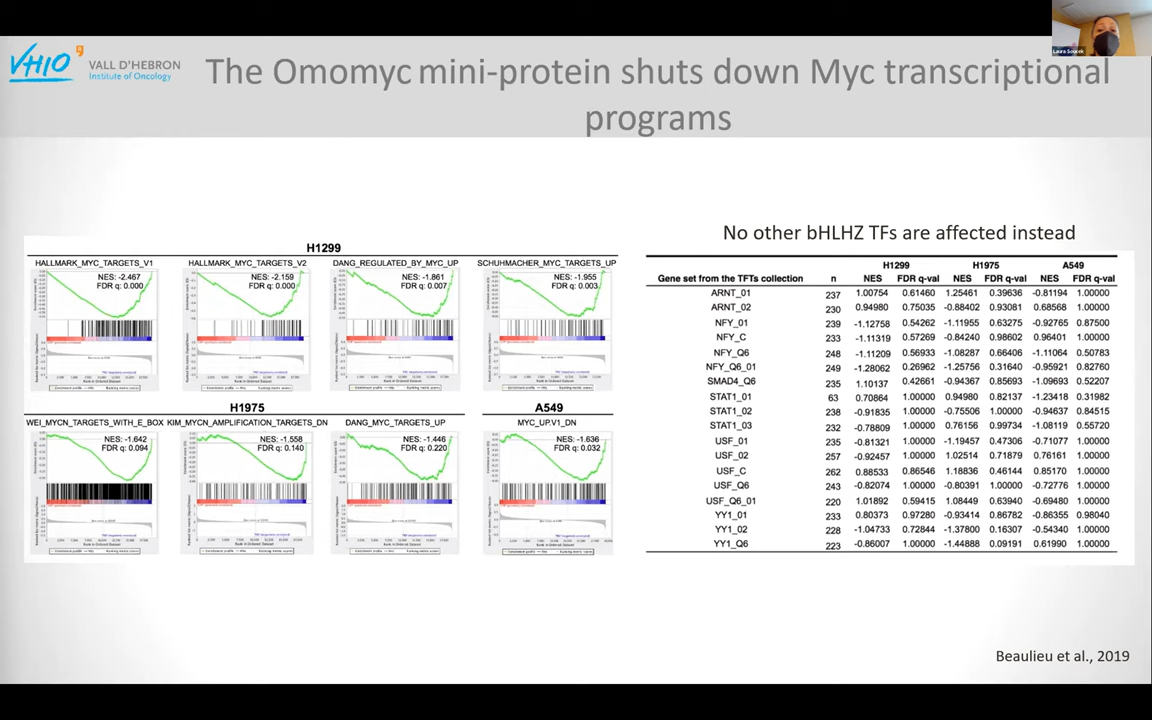 Laura Soucek
VHIO
VALL D'HEBRON
Institute of Oncology
The Omomyc mini-protein shuts down Myc transcriptional
programs
H1299
HALLMARK_MYC_TARGETS_V1
NES: -2.467
FDR q: 0.000
HALLMARK_MYC_TARGETS_V2
NES: -2.159
FDR q: 0.000
DANG_REGULATED_BY_MYC_UP
NES: -1.861
FDR q: 0.007
SCHUHMACHER_MYC_TARGETS_UP
NES: -1.955
FDR q: 0.003
H1975
WEI_MYCN_TARGETS_WITH_E_BOX
NES: -1.642
FDR q: 0.094
KIM_MYCN_AMPLIFICATION_TARGETS_DN
NES: -1.558
FDR q: 0.140
DANG_MYC_TARGETS_UP
NES: -1.446
FDR q: 0.220
A549
MYC_UP.V1_DN
NES: -1.636
FDR q: 0.032
No other bHLHZ TFs are affected instead
H1299 H1975 A549
Gene set from the TFTs collection n NES FDR q-val NES FDR q-val NES FDR q-val
ARNT_01 237 1.00754 0.61460 1.25461 0.39636 -0.81194 1.00000
ARNT_02 230 0.94980 0.75035 -0.88402 0.93081 0.68568 1.00000
NFY_01 239 -1.12758 0.54262 -1.11955 0.63275 -0.92765 0.87500
NFY_C 233 -1.11319 0.57269 -0.84240 0.98602 0.96401 1.00000
NFY_Q6 248 -1.11209 0.56933 -1.08287 0.66406 -1.11064 0.50783
NFY_Q6_01 249 -1.28062 0.26962 -1.25756 0.31640 -0.95921 0.82760
SMAD4_Q6 235 1.10137 0.42661 -0.94367 0.85693 -1.09693 0.52207
STAT1_01 63 0.70864 1.00000 0.94980 0.82137 -1.23418 0.31982
STAT1_02 238 -0.91835 1.00000 -0.75506 1.00000 -0.94637 0.84515
STAT1_03 232 -0.78809 1.00000 0.76156 0.99734 -1.08119 0.55720
USF_01 235 -0.81321 1.00000 -1.19457 0.47306 -0.71077 1.00000
USF_02 257 -0.92457 1.00000 1.02514 0.71879 0.76161 1.00000
USF_C 262 0.88533 0.86546 1.18836 0.46144 0.85170 1.00000
USF_Q6 243 -0.82074 1.00000 -0.80391 1.00000 -0.72776 1.00000
USF_Q6_01 220 1.01892 0.59415 1.08449 0.63940 -0.69480 1.00000
YY1_01 233 0.80373 0.97280 -0.93414 0.86782 -0.86355 0.98040
YY1_02 228 -1.04733 0.72844 -1.37800 0.16307 -0.54340 1.00000
YY1_Q6 223 -0.86007 1.00000 -1.44888 0.09191 0.61990 1.00000
Beaulieu et al., 2019